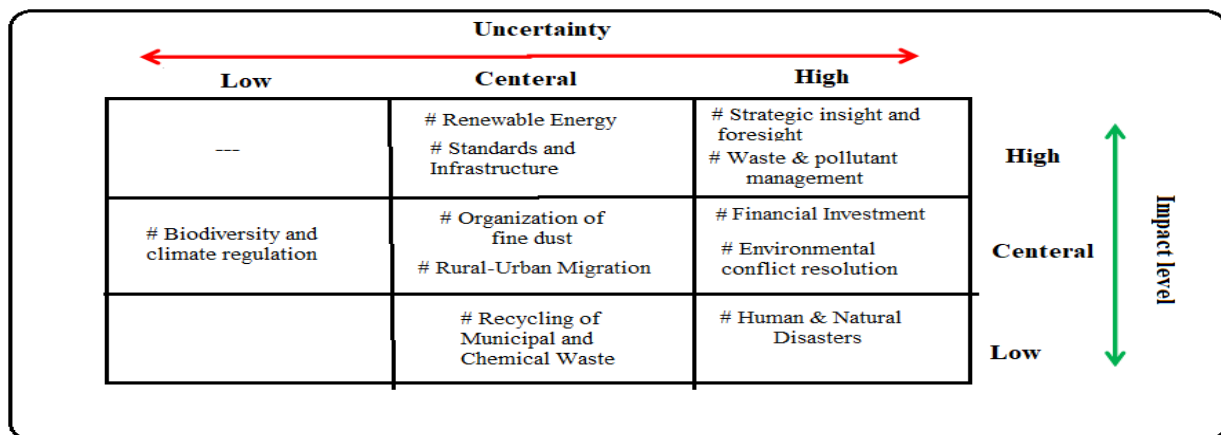 Uncertainty
Low Centeral High
# Renewable Energy
# Standards and
Infrastructure
# Strategic insight and
foresight
# Waste & pollutant
management
---
High
# Biodiversity and
climate regulation
# Organization of
fine dust
# Rural-Urban Migration
# Financial Investment
# Environmental
conflict resolution
Centeral
# Recycling of
Municipal and
Chemical Waste
# Human & Natural
Disasters
Low
Impact level